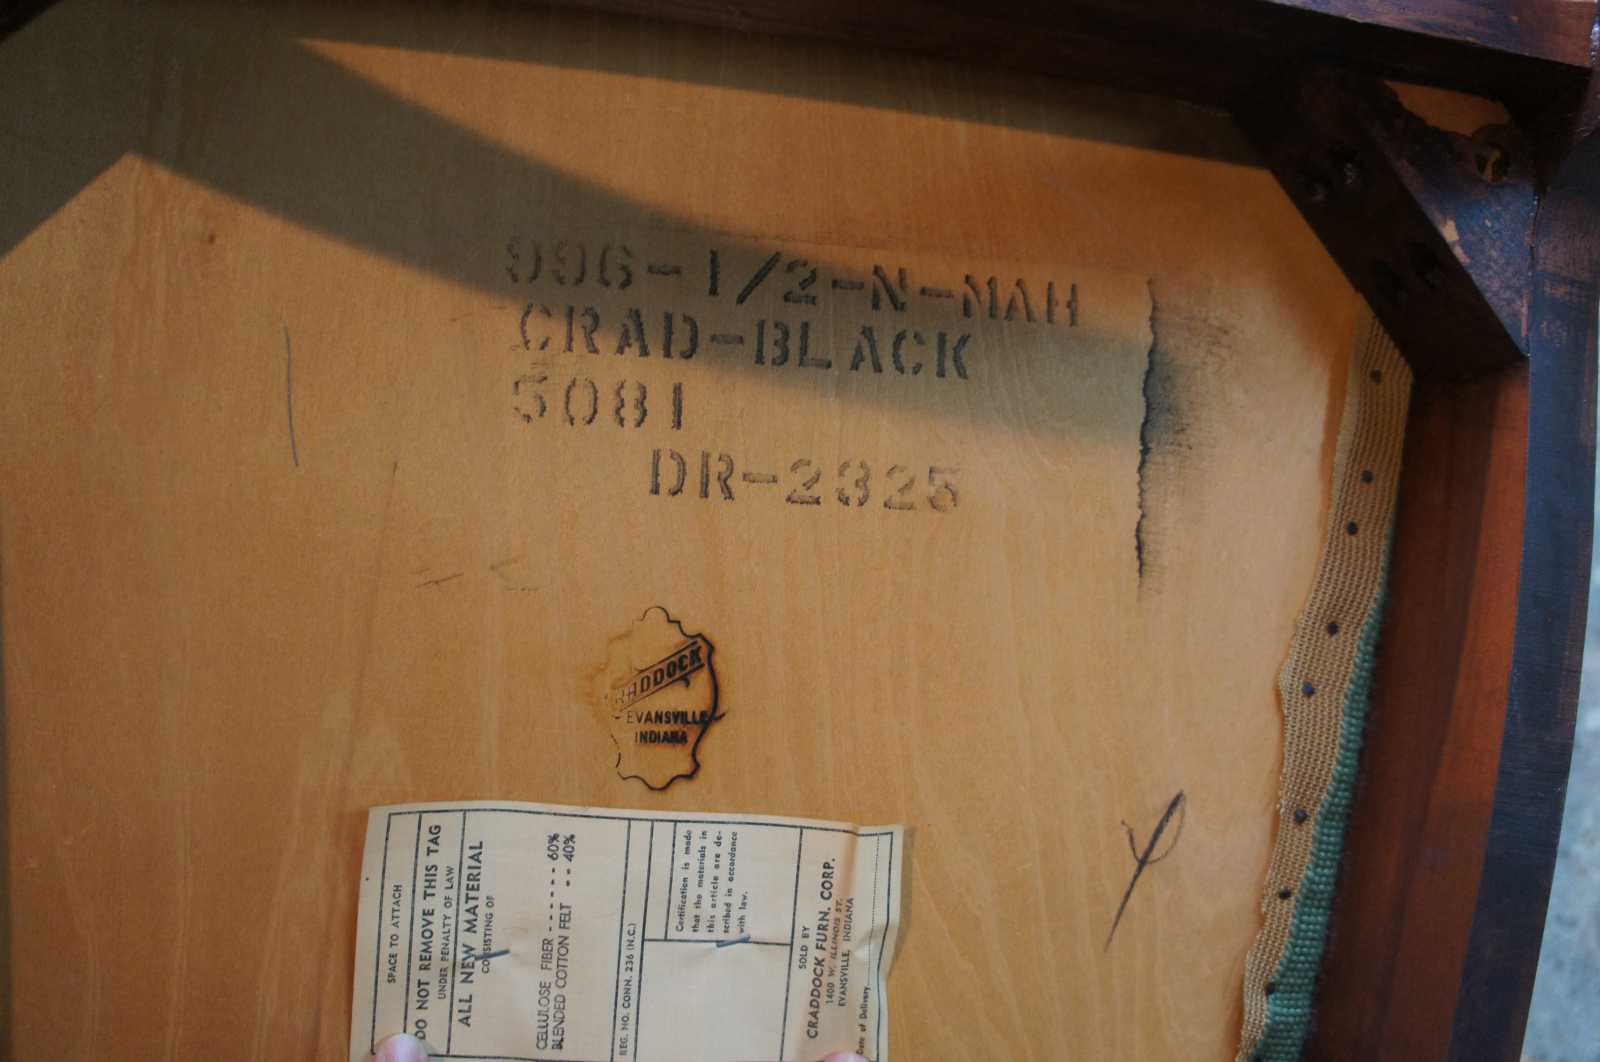 996-1/2-N-MAH
CRAD-BLACK
5081
DR-2325
CRADDOCK
EVANSVILLE
INDIANA
SPACE TO ATTACH
DO NOT REMOVE THIS TAG
UNDER PENALTY OF LAW
ALL NEW MATERIAL
CONSISTING OF
CELLULOSE FIBER ------ 60%
BLENDED COTTON FELT -- 40%
REG. NO. CONN. 236 (N.C.)
Certification is made
that the materials in
this article are de-
scribed in accordance
with law.
SOLD BY
CRADDOCK FURN. CORP.
1400 W. ILLINOIS ST.
EVANSVILLE, INDIANA
Date of Delivery